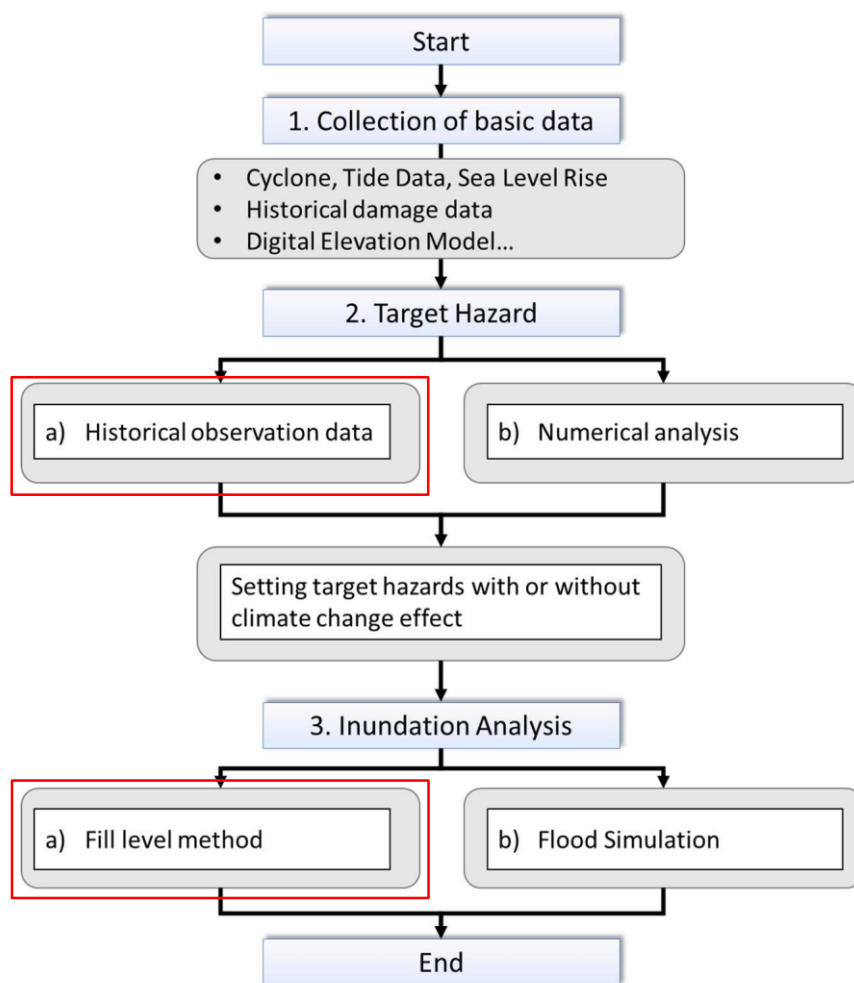 Start
1. Collection of basic data
• Cyclone, Tide Data, Sea Level Rise
• Historical damage data
• Digital Elevation Model...
2. Target Hazard
a) Historical observation data
b) Numerical analysis
Setting target hazards with or without
climate change effect
3. Inundation Analysis
a) Fill level method
b) Flood Simulation
End